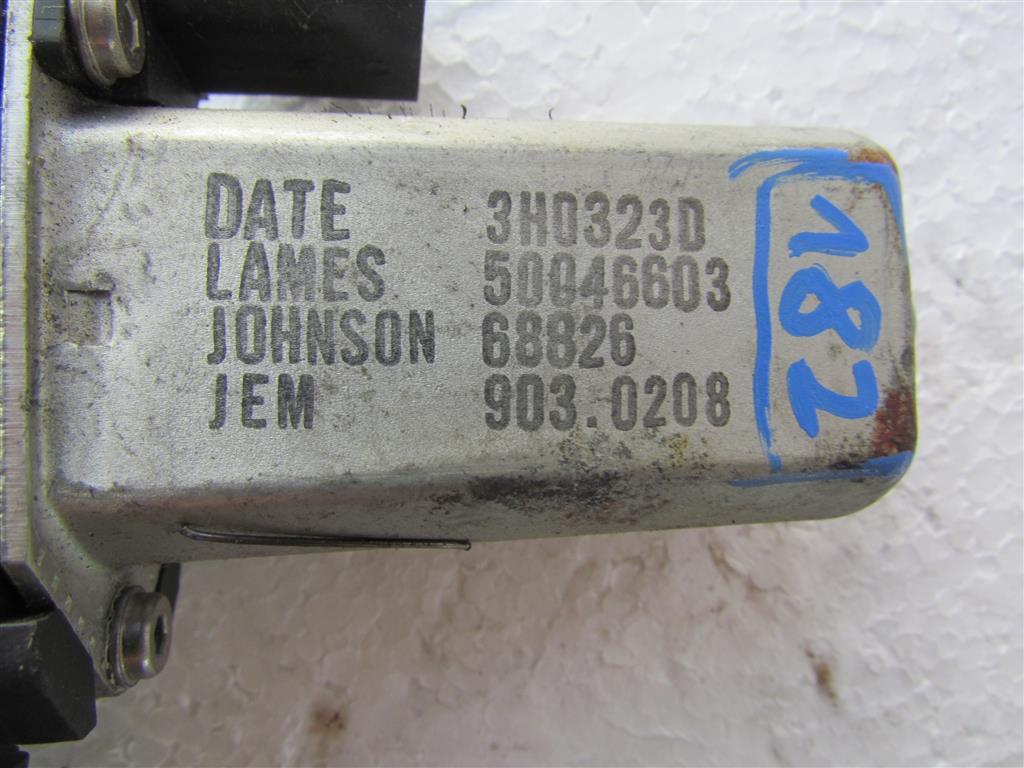 DATE 3H0323D
LAMES 50046603
JOHNSON 68826
JEM 903.0208
182